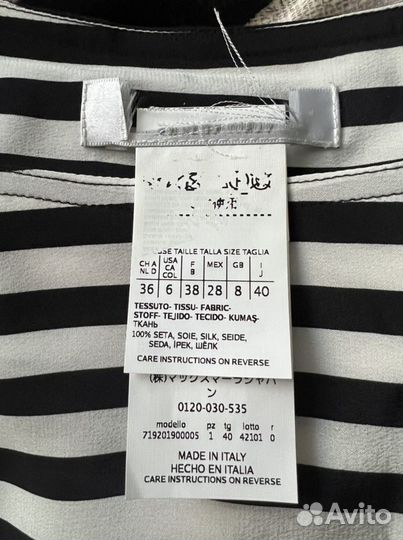 USE TAILLE TALLA SIZE TAGLIA
CH A NL D
USA CA COL
F B
MEX
GB
I J
36 6 38 28 8 40
TESSUTO- TISSU- FABRIC-
STOFF- TEJIDO- TECIDO- KUMAŞ-
ТКАНЬ
100% SETA, SOIE, SILK, SEIDE,
SEDA, İPEK, ШЁЛК
CARE INSTRUCTIONS ON REVERSE
(株)マックスマーラジャパ
ン
0120-030-535
modello pz tg lotto r
719201900005 1 40 42101 0
MADE IN ITALY
HECHO EN ITALIA
CARE INSTRUCTIONS ON REVERSE
Avito